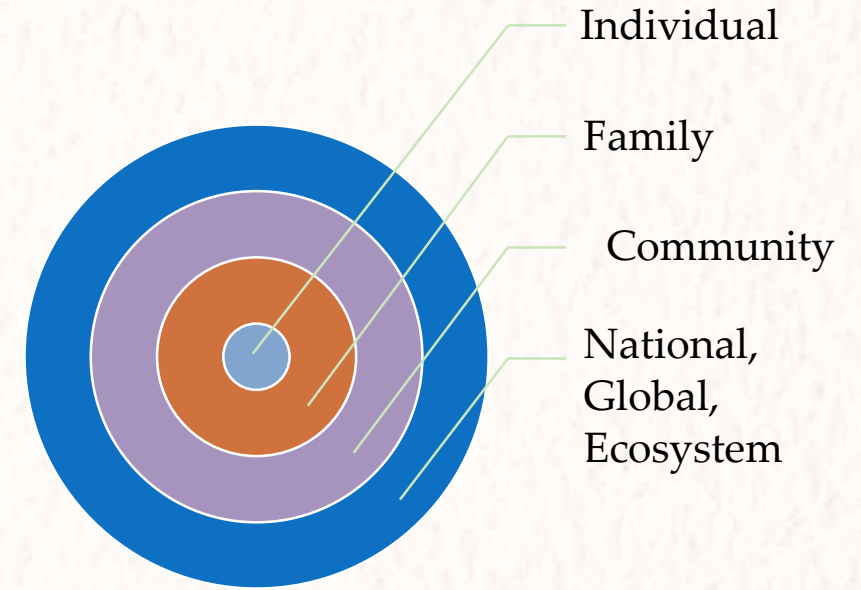 Individual
Family
Community
National,
Global,
Ecosystem